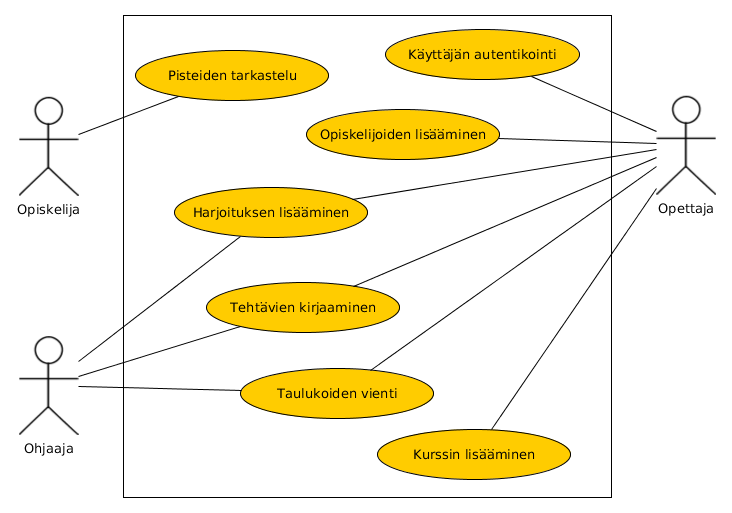 Käyttäjän autentikointi
Pisteiden tarkastelu
Opiskelijoiden lisääminen
Opiskelija
Opettaja
Harjoituksen lisääminen
Tehtävien kirjaaminen
Taulukoiden vienti
Ohjaaja
Kurssin lisääminen